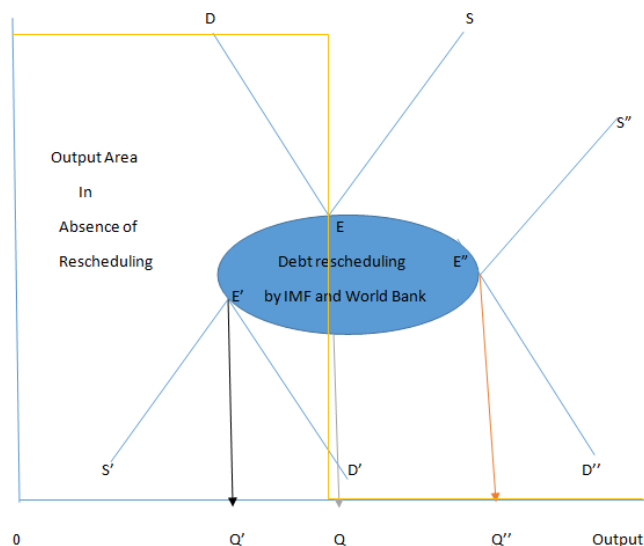 D
S
S″
Output Area
In
Absence of
Rescheduling
E
Debt rescheduling
E″
by IMF and World Bank
E'
S'
D'
D''
0
Q'
Q
Q''
Output